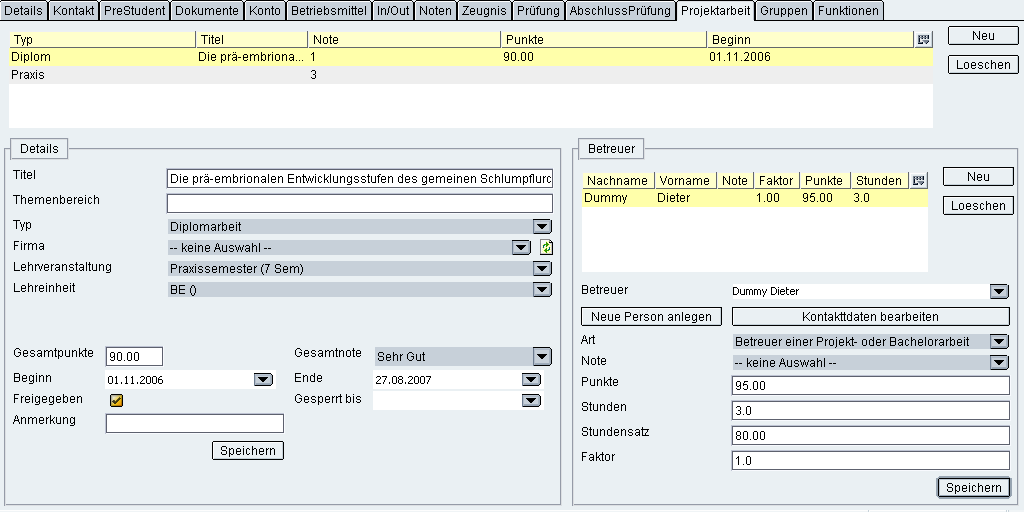 Details Kontakt PreStudent Dokumente Konto Betriebsmittel In/Out Noten Zeugnis Prüfung AbschlussPrüfung Projektarbeit Gruppen Funktionen
Typ Titel Note Punkte Beginn
Diplom Die prä-embriona... 1 90.00 01.11.2006
Praxis 3
Neu
Loeschen
Details
Titel Die prä-embrionalen Entwicklungsstufen des gemeinen Schlumpflurc
Themenbereich
Typ Diplomarbeit
Firma -- keine Auswahl --
Lehrveranstaltung Praxissemester (7 Sem)
Lehreinheit BE ()
Gesamtpunkte 90.00 Gesamtnote Sehr Gut
Beginn 01.11.2006 Ende 27.08.2007
Freigegeben Gesperrt bis
Anmerkung
Speichern
Betreuer
Nachname Vorname Note Faktor Punkte Stunden
Dummy Dieter 1.00 95.00 3.0
Neu
Loeschen
Betreuer Dummy Dieter
Neue Person anlegen Kontakttdaten bearbeiten
Art Betreuer einer Projekt- oder Bachelorarbeit
Note -- keine Auswahl --
Punkte 95.00
Stunden 3.0
Stundensatz 80.00
Faktor 1.0
Speichern